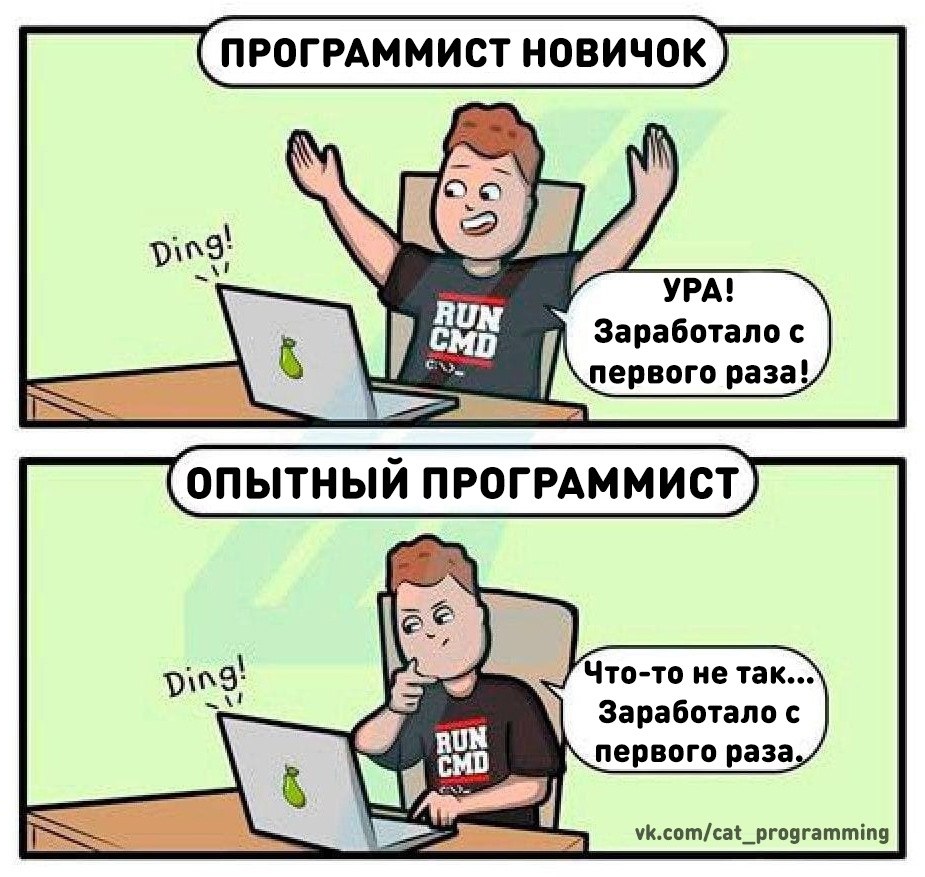 ПРОГРАММИСТ НОВИЧОК
Ding!
RUN
CMD
C:\>_
УРА!
Заработало с
первого раза!
ОПЫТНЫЙ ПРОГРАММИСТ
Ding!
Что-то не так...
Заработало с
первого раза.
RUN
CMD
vk.com/cat_programming